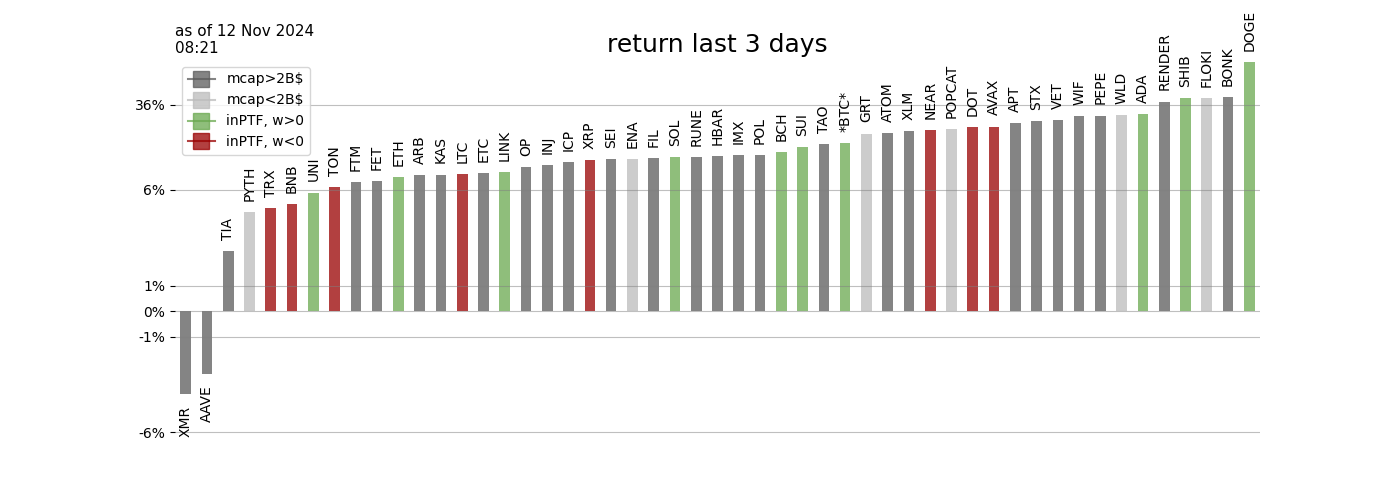 as of 12 Nov 2024
08:21
return last 3 days
mcap>2B$
mcap<2B$
inPTF, w>0
inPTF, w<0
36%
6%
1%
0%
-1%
-6%
XMR
AAVE
TIA
PYTH
TRX
BNB
UNI
TON
FTM
FET
ETH
ARB
KAS
LTC
ETC
LINK
OP
INJ
ICP
XRP
SEI
ENA
FIL
SOL
RUNE
HBAR
IMX
POL
BCH
SUI
TAO
*BTC*
GRT
ATOM
XLM
NEAR
POPCAT
DOT
AVAX
APT
STX
VET
WIF
PEPE
WLD
ADA
RENDER
SHIB
FLOKI
BONK
DOGE